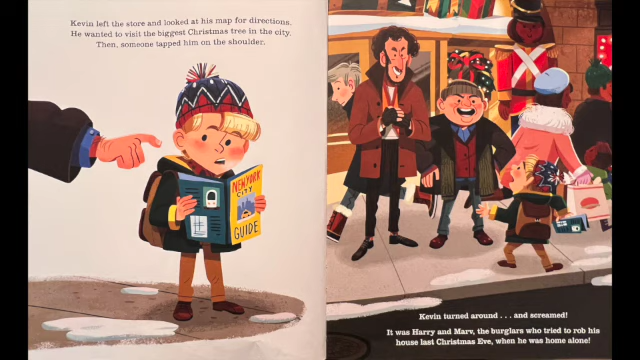 Kevin left the store and looked at his map for directions.
He wanted to visit the biggest Christmas tree in the city.
Then, someone tapped him on the shoulder.
NEW YORK
CITY
GUIDE
Kevin turned around . . . and screamed!
It was Harry and Marv, the burglars who tried to rob his
house last Christmas Eve, when he was home alone!